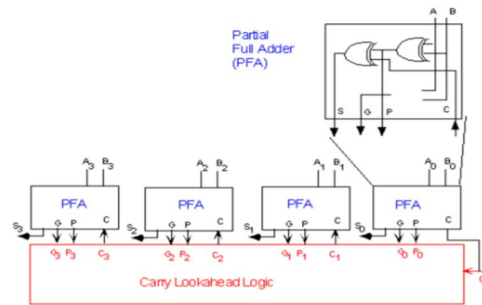 A B
Partial
Full Adder
(PFA)
S G P C
A3 B3 A2 B2 A1 B1 A0 B0
PFA PFA PFA PFA
S3 G P C S2 G P C S1 G P C S0 G P C
G3 P3 C3 G2 P2 C2 G1 P1 C1 G0 P0
Carry Lookahead Logic